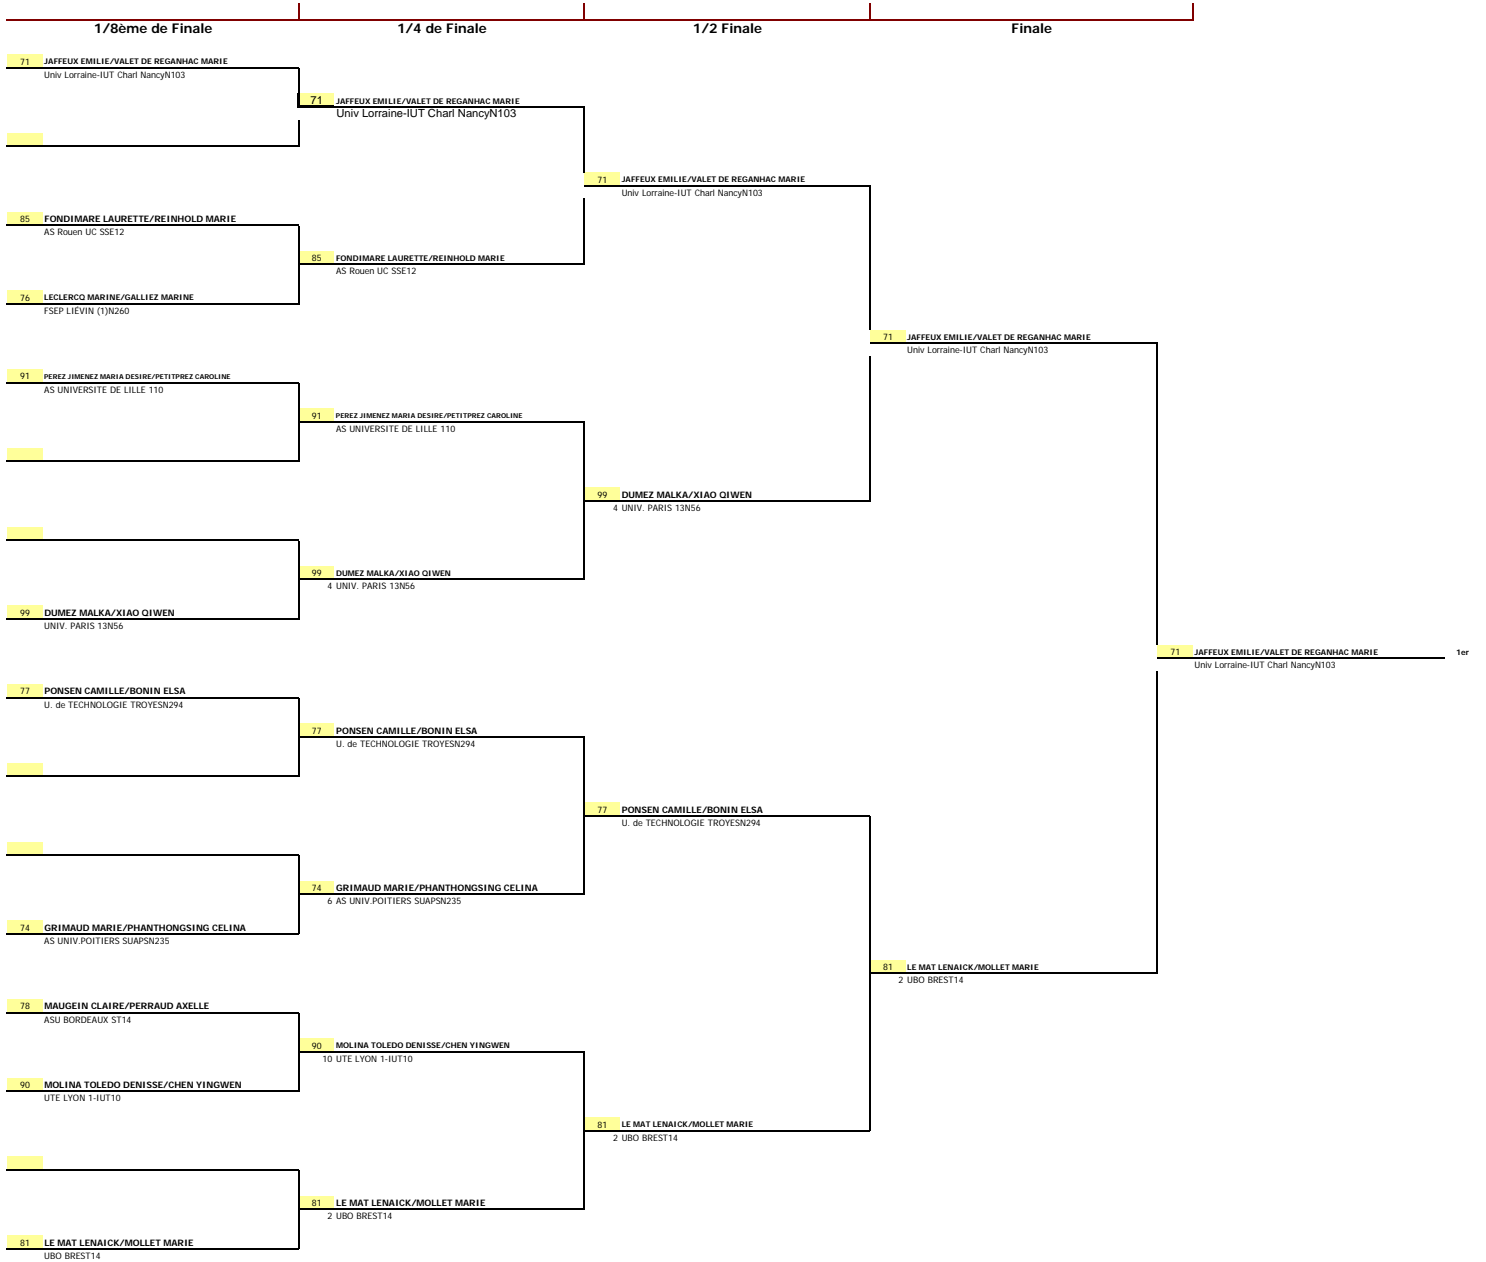 1/8ème de Finale
1/4 de Finale
1/2 Finale
Finale
71 JAFFEUX EMILIE/VALET DE REGANHAC MARIE
Univ Lorraine-IUT Charl NancyN103
85 FONDIMARE LAURETTE/REINHOLD MARIE
AS Rouen UC SSE12
76 LECLERCQ MARINE/GALLIEZ MARINE
FSEP LIÉVIN (1)N260
91 PEREZ JIMENEZ MARIA DESIRE/PETITPREZ CAROLINE
AS UNIVERSITE DE LILLE 110
99 DUMEZ MALKA/XIAO QIWEN
UNIV. PARIS 13N56
77 PONSEN CAMILLE/BONIN ELSA
U. de TECHNOLOGIE TROYESN294
74 GRIMAUD MARIE/PHANTHONGSING CELINA
AS UNIV.POITIERS SUAPSN235
78 MAUGEIN CLAIRE/PERRAUD AXELLE
ASU BORDEAUX ST14
90 MOLINA TOLEDO DENISSE/CHEN YINGWEN
UTE LYON 1-IUT10
81 LE MAT LENAICK/MOLLET MARIE
UBO BREST14
71 JAFFEUX EMILIE/VALET DE REGANHAC MARIE
Univ Lorraine-IUT Charl NancyN103
85 FONDIMARE LAURETTE/REINHOLD MARIE
AS Rouen UC SSE12
91 PEREZ JIMENEZ MARIA DESIRE/PETITPREZ CAROLINE
AS UNIVERSITE DE LILLE 110
99 DUMEZ MALKA/XIAO QIWEN
4 UNIV. PARIS 13N56
77 PONSEN CAMILLE/BONIN ELSA
U. de TECHNOLOGIE TROYESN294
74 GRIMAUD MARIE/PHANTHONGSING CELINA
6 AS UNIV.POITIERS SUAPSN235
90 MOLINA TOLEDO DENISSE/CHEN YINGWEN
10 UTE LYON 1-IUT10
81 LE MAT LENAICK/MOLLET MARIE
2 UBO BREST14
71 JAFFEUX EMILIE/VALET DE REGANHAC MARIE
Univ Lorraine-IUT Charl NancyN103
99 DUMEZ MALKA/XIAO QIWEN
4 UNIV. PARIS 13N56
77 PONSEN CAMILLE/BONIN ELSA
U. de TECHNOLOGIE TROYESN294
81 LE MAT LENAICK/MOLLET MARIE
2 UBO BREST14
71 JAFFEUX EMILIE/VALET DE REGANHAC MARIE
Univ Lorraine-IUT Charl NancyN103
81 LE MAT LENAICK/MOLLET MARIE
2 UBO BREST14
71 JAFFEUX EMILIE/VALET DE REGANHAC MARIE 1er
Univ Lorraine-IUT Charl NancyN103